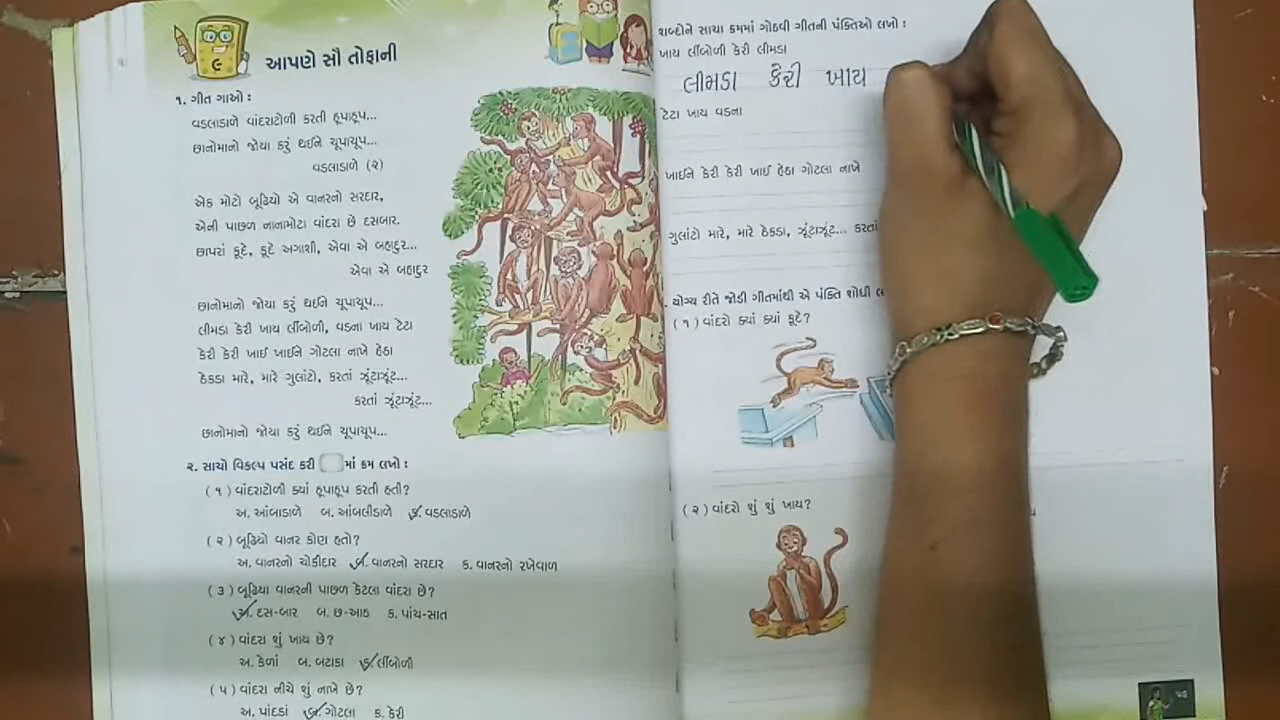 ૯
આપણે સૌ તોફાની
૧. ગીત ગાઓ :
વડલાડાળે વાંદરાટોળી કરતી હૂપાહૂપ...
છાનોમાનો જોયા કરું થઈને ચૂપાચૂપ...
વડલાડાળે (૨)
એક મોટો બૂઢિયો એ વાનરનો સરદાર,
એની પાછળ નાનામોટા વાંદરા છે દસબાર.
છાપરાં કૂદે, કૂદે અગાશી, એવા એ બહાદુર...
એવા એ બહાદુર
છાનોમાનો જોયા કરું થઈને ચૂપાચૂપ...
લીમડા કેરી ખાય લીંબોળી, વડના ખાય ટેટા
કેરી કેરી ખાઈ ખાઈને ગોટલા નાખે હેઠા
ઠેકડા મારે, મારે ગુલાંટો, કરતાં ઝૂંટાઝૂંટ...
કરતાં ઝૂંટાઝૂંટ...
છાનોમાનો જોયા કરું થઈને ચૂપાચૂપ...
૨. સાચો વિકલ્પ પસંદ કરી માં ક્રમ લખો :
(૧) વાંદરાટોળી ક્યાં હૂપાહૂપ કરતી હતી?
અ. આંબાડાળે બ. આંબલીડાળે ક. વડલાડાળે
(૨) બૂઢિયો વાનર કોણ હતો?
અ. વાનરનો ચોકીદાર બ. વાનરનો સરદાર ક. વાનરનો રખેવાળ
(૩) બૂઢિયા વાનરની પાછળ કેટલા વાંદરા છે?
અ. દસ-બાર બ. છ-આઠ ક. પાંચ-સાત
(૪) વાંદરા શું ખાય છે?
અ. કેળાં બ. બટાકા ક. લીંબોળી
(૫) વાંદરા નીચે શું નાખે છે?
અ. પાંદડાં બ. ગોટલા ક. કેરી
શબ્દોને સાચા ક્રમમાં ગોઠવી ગીતની પંક્તિઓ લખો :
ખાય લીંબોળી કેરી લીમડા
લીમડા કેરી ખાય
ટેટા ખાય વડના
ખાઈને કેરી કેરી ખાઈ હેઠા ગોટલા નાખે
ગુલાંટો મારે, મારે ઠેકડા, ઝૂંટાઝૂંટ... કરતાં
. યોગ્ય રીતે જોડી ગીતમાંથી એ પંક્તિ શોધી
(૧) વાંદરો ક્યાં ક્યાં કૂદે?
(૨) વાંદરો શું શું ખાય?